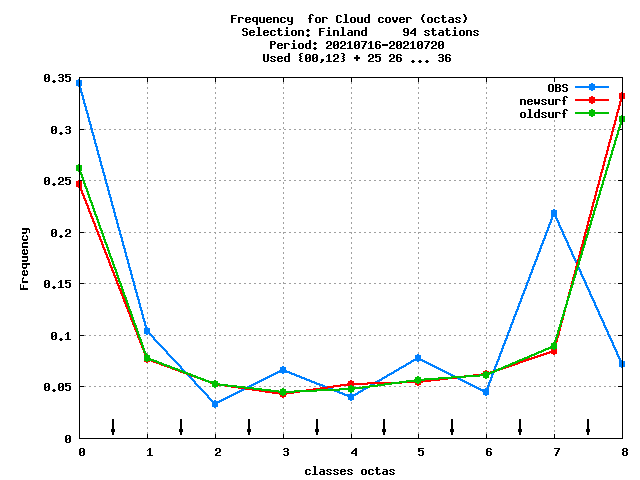 Frequency  for Cloud cover (octas)
Selection: Finland     94 stations
Period: 20210716-20210720
Used {00,12} + 25 26 ... 36
OBS
newsurf
oldsurf
0.35
0.3
0.25
0.2
0.15
0.1
0.05
0
Frequency
0 1 2 3 4 5 6 7 8
classes octas